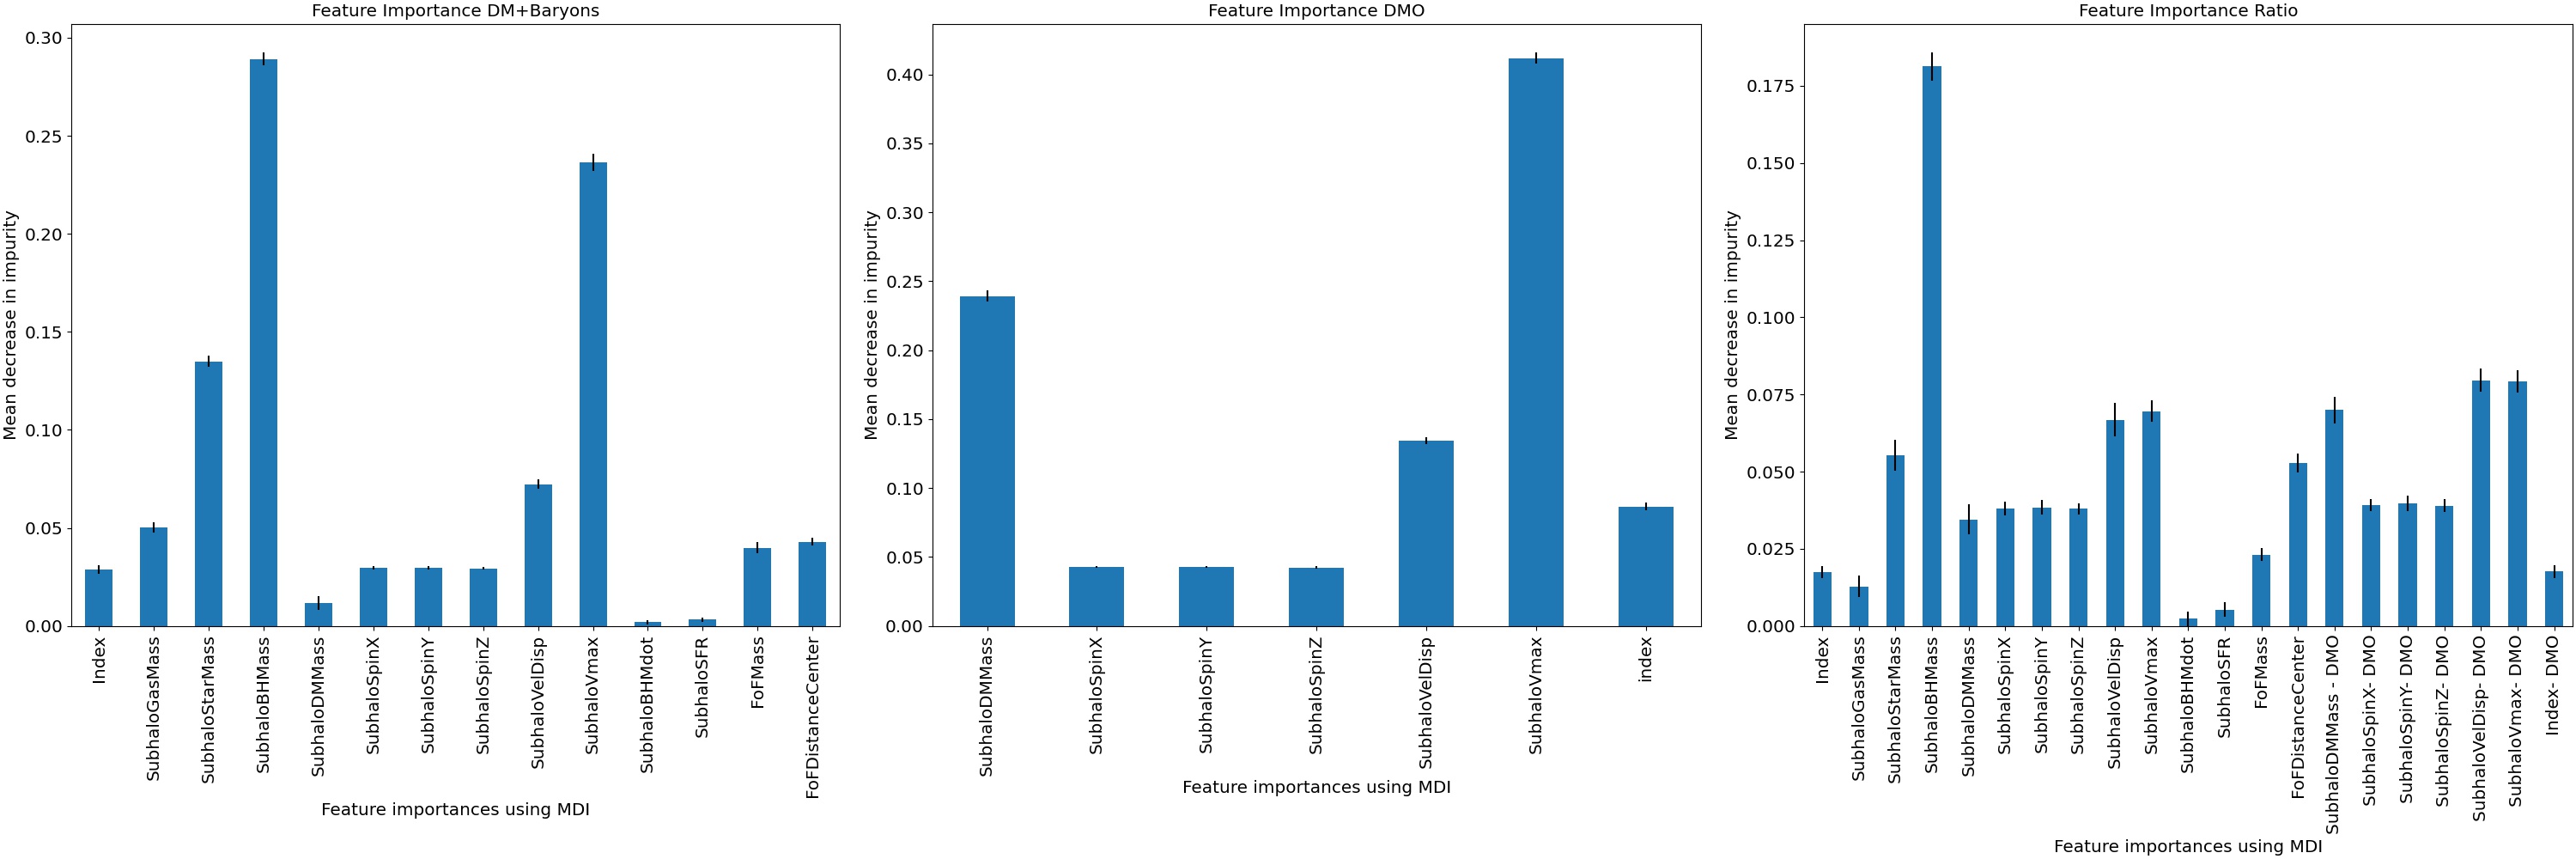 Feature Importance DM+Baryons
Mean decrease in impurity
0.30
0.25
0.20
0.15
0.10
0.05
0.00
Index
SubhaloGasMass
SubhaloStarMass
SubhaloBHMass
SubhaloDMMass
SubhaloSpinX
SubhaloSpinY
SubhaloSpinZ
SubhaloVelDisp
SubhaloVmax
SubhaloBHMdot
SubhaloSFR
FoFMass
FoFDistanceCenter
Feature importances using MDI
Feature Importance DMO
Mean decrease in impurity
0.40
0.35
0.30
0.25
0.20
0.15
0.10
0.05
0.00
SubhaloDMMass
SubhaloSpinX
SubhaloSpinY
SubhaloSpinZ
SubhaloVelDisp
SubhaloVmax
index
Feature importances using MDI
Feature Importance Ratio
Mean decrease in impurity
0.175
0.150
0.125
0.100
0.075
0.050
0.025
0.000
Index
SubhaloGasMass
SubhaloStarMass
SubhaloBHMass
SubhaloDMMass
SubhaloSpinX
SubhaloSpinY
SubhaloSpinZ
SubhaloVelDisp
SubhaloVmax
SubhaloBHMdot
SubhaloSFR
FoFMass
FoFDistanceCenter
SubhaloDMMass - DMO
SubhaloSpinX- DMO
SubhaloSpinY- DMO
SubhaloSpinZ- DMO
SubhaloVelDisp- DMO
SubhaloVmax- DMO
Index- DMO
Feature importances using MDI